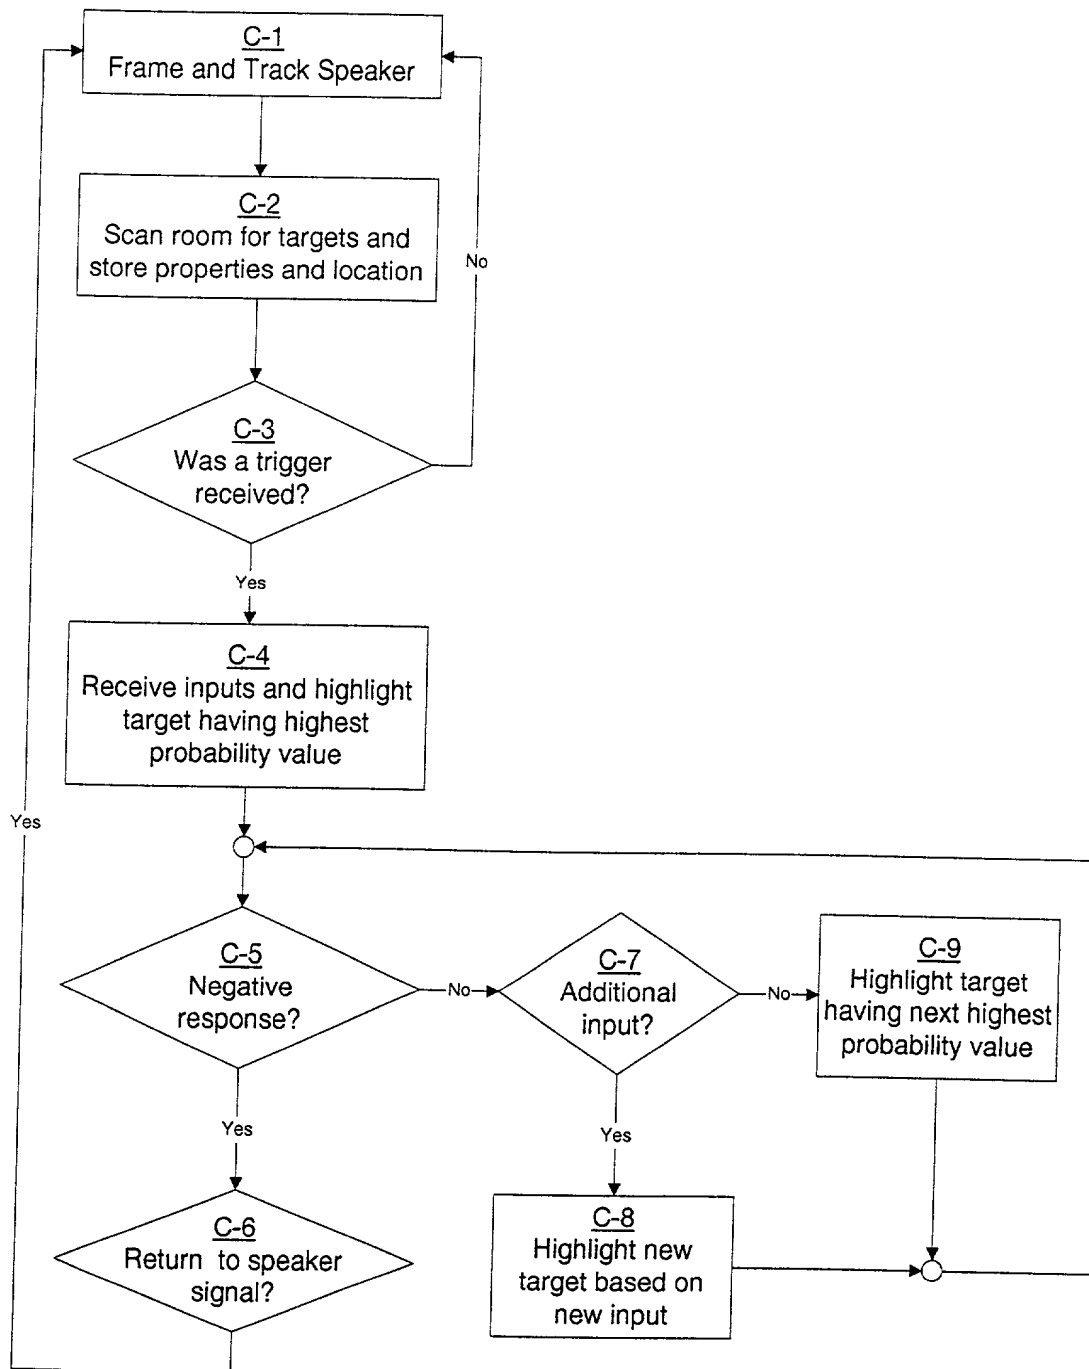 C-1
Frame and Track Speaker
C-2
Scan room for targets and
store properties and location
No
C-3
Was a trigger
received?
Yes
C-4
Receive inputs and highlight
target having highest
probability value
Yes
C-5
Negative
response?
No
C-7
Additional
input?
No
C-9
Highlight target
having next highest
probability value
Yes
Yes
C-6
Return to speaker
signal?
C-8
Highlight new
target based on
new input